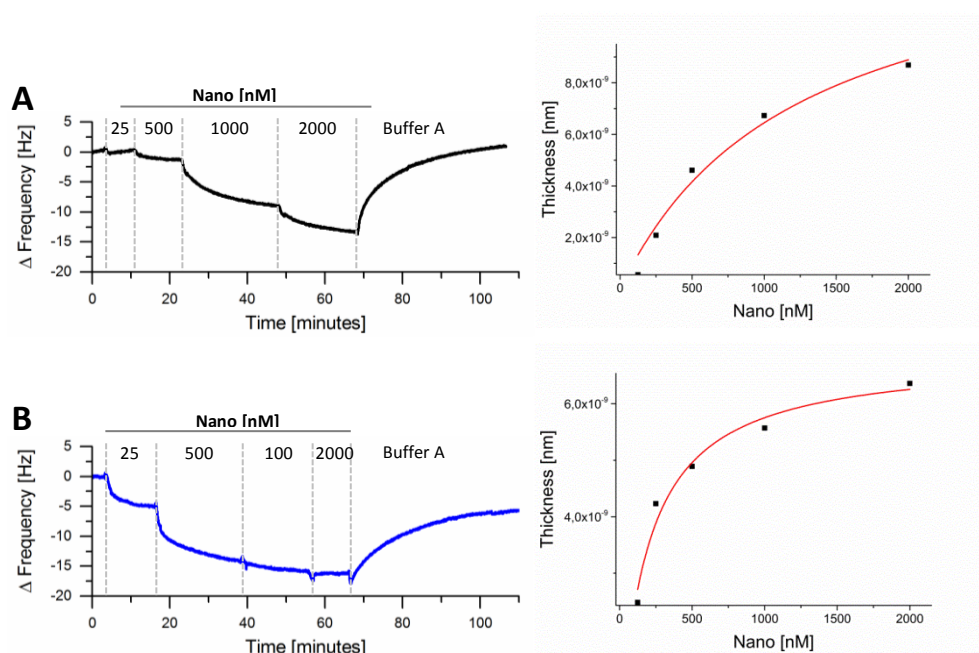 A
Nano [nM]
25 500 1000 2000 Buffer A
5
0
-5
-10
-15
-20
Δ Frequency [Hz]
0 20 40 60 80 100
Time [minutes]
8,0x10-9
6,0x10-9
4,0x10-9
2,0x10-9
Thickness [nm]
0 500 1000 1500 2000
Nano [nM]
B
Nano [nM]
25 500 100 2000 Buffer A
5
0
-5
-10
-15
-20
Δ Frequency [Hz]
0 20 40 60 80 100
Time [minutes]
6,0x10-9
4,0x10-9
Thickness [nm]
0 500 1000 1500 2000
Nano [nM]